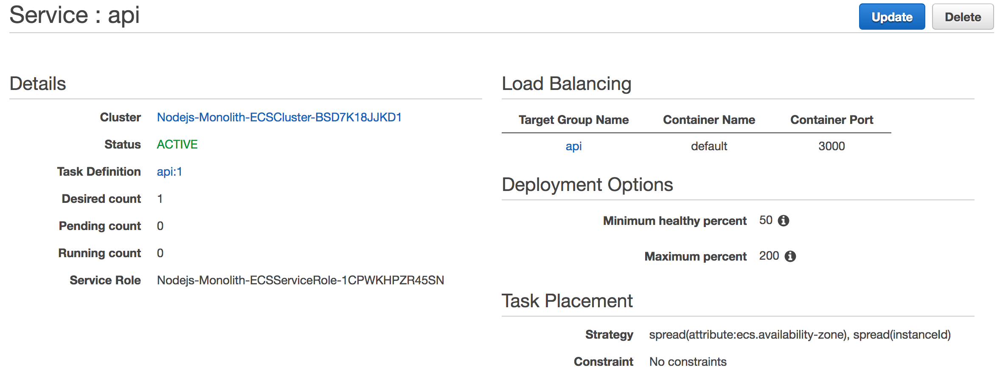 Service : api
Update
Delete
Details
Cluster Nodejs-Monolith-ECSCluster-BSD7K18JJKD1
Status ACTIVE
Task Definition api:1
Desired count 1
Pending count 0
Running count 0
Service Role Nodejs-Monolith-ECSServiceRole-1CPWKHPZR45SN
Load Balancing
Target Group Name Container Name Container Port
api default 3000
Deployment Options
Minimum healthy percent 50
Maximum percent 200
Task Placement
Strategy spread(attribute:ecs.availability-zone), spread(instanceId)
Constraint No constraints